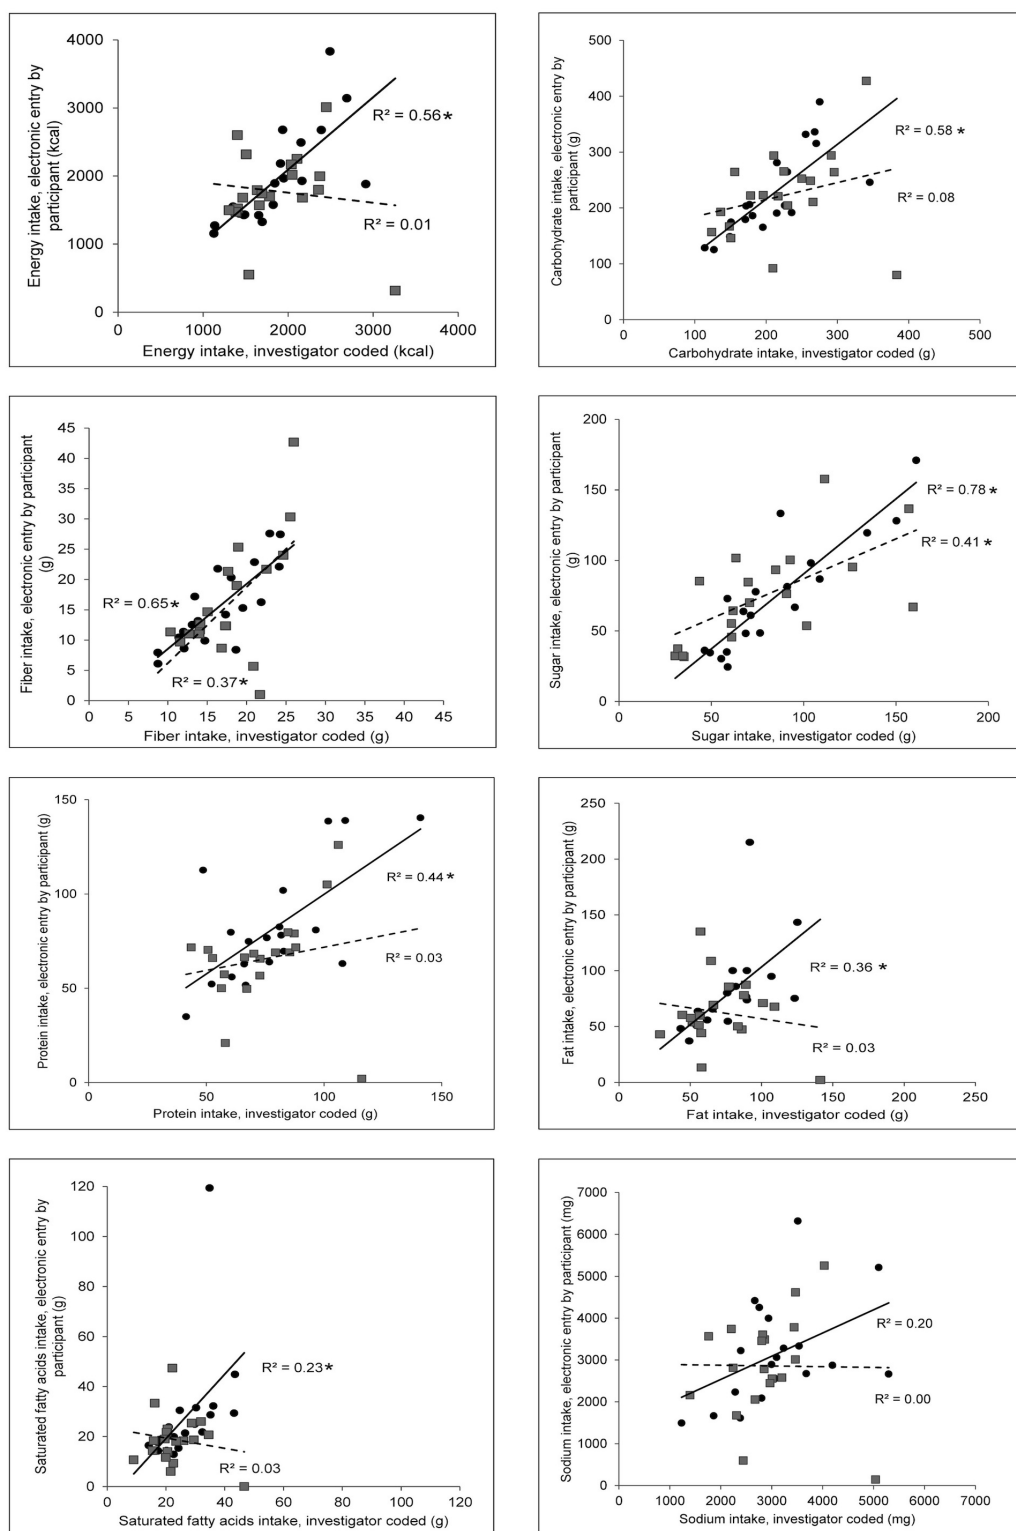 Energy intake, electronic entry by
participant (kcal)
4000
3000
2000
1000
0
R² = 0.56 *
R² = 0.01
0 1000 2000 3000 4000
Energy intake, investigator coded (kcal)
Carbohydrate intake, electronic entry by
participant (g)
500
400
300
200
100
0
R² = 0.58 *
R² = 0.08
0 100 200 300 400 500
Carbohydrate intake, investigator coded (g)
Fiber intake, electronic entry by participant
(g)
45
40
35
30
25
20
15
10
5
0
R² = 0.65 *
R² = 0.37 *
0 5 10 15 20 25 30 35 40 45
Fiber intake, investigator coded (g)
Sugar intake, electronic entry by participant
(g)
200
150
100
50
0
R² = 0.78 *
R² = 0.41 *
0 50 100 150 200
Sugar intake, investigator coded (g)
Protein intake, electronic entry by participant (g)
150
100
50
0
R² = 0.44 *
R² = 0.03
0 50 100 150
Protein intake, investigator coded (g)
Fat intake, electronic entry by participant (g)
250
200
150
100
50
0
R² = 0.36 *
R² = 0.03
0 50 100 150 200 250
Fat intake, investigator coded (g)
Saturated fatty acids intake, electronic entry by
participant (g)
120
100
80
60
40
20
0
R² = 0.23 *
R² = 0.03
0 20 40 60 80 100 120
Saturated fatty acids intake, investigator coded (g)
Sodium intake, electronic entry by participant (mg)
7000
6000
5000
4000
3000
2000
1000
0
R² = 0.20
R² = 0.00
0 1000 2000 3000 4000 5000 6000 7000
Sodium intake, investigator coded (mg)